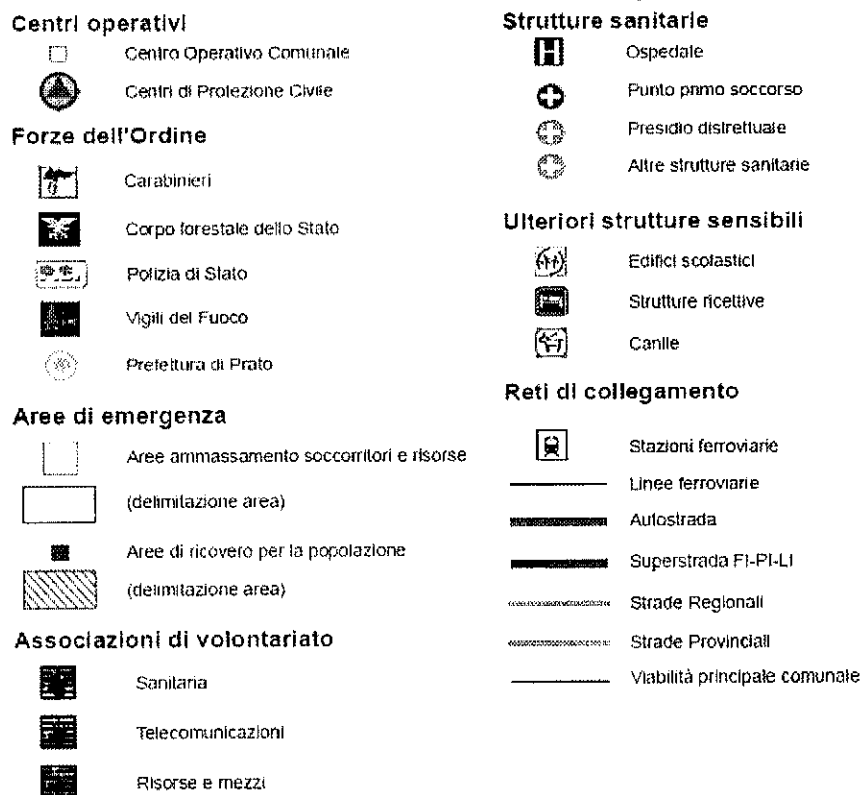 Centri operativi
Centro Operativo Comunale
Centri di Protezione Civile
Forze dell'Ordine
Carabinieri
Corpo forestale dello Stato
P.S.
Polizia di Stato
Vigili del Fuoco
Prefettura di Prato
Aree di emergenza
Aree ammassamento soccorritori e risorse
(delimitazione area)
Aree di ricovero per la popolazione
(delimitazione area)
Associazioni di volontariato
Sanitaria
Telecomunicazioni
Risorse e mezzi
Strutture sanitarie
H
Ospedale
Punto primo soccorso
Presidio distrettuale
Altre strutture sanitarie
Ulteriori strutture sensibili
Edifici scolastici
Strutture ricettive
Canile
Reti di collegamento
Stazioni ferroviarie
Linee ferroviarie
Autostrada
Superstrada FI-PI-LI
Strade Regionali
Strade Provinciali
Viabilità principale comunale